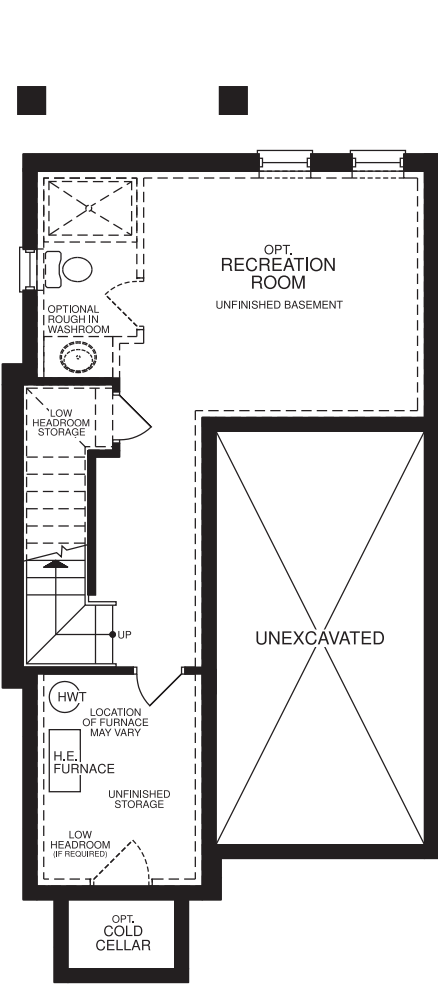 OPT.
RECREATION
ROOM
UNFINISHED BASEMENT
OPTIONAL
ROUGH IN
WASHROOM
LOW
HEADROOM
STORAGE
UP
UNEXCAVATED
HWT
LOCATION
OF FURNACE
MAY VARY
H.E.
FURNACE
UNFINISHED
STORAGE
LOW
HEADROOM
(IF REQUIRED)
OPT.
COLD
CELLAR